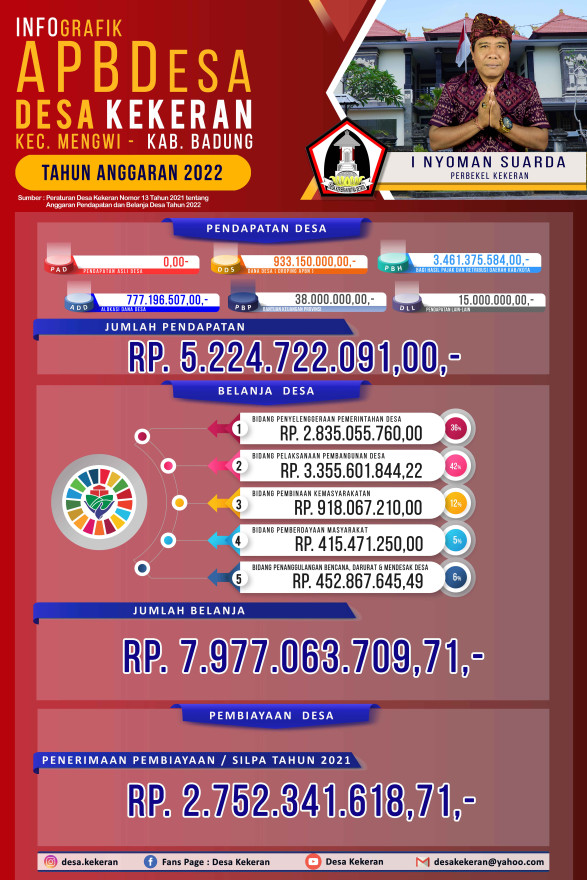 INFOGRAFIK
APBDESA
DESA KEKERAN
KEC. MENGWI - KAB. BADUNG
TAHUN ANGGARAN 2022
Sumber : Peraturan Desa Kekeran Nomor 13 Tahun 2021 tentang
Anggaran Pendapatan dan Belanja Desa Tahun 2022
I NYOMAN SUARDA
PERBEKEL KEKERAN
PENDAPATAN DESA
PAD
0,00-
PENDAPATAN ASLI DESA
DDS
933.150.000,00,-
DANA DESA ( DROPING APBN )
PBH
3.461.375.584,00,-
BAGI HASIL PAJAK DAN RETRIBUSI DAERAH KAB/KOTA
ADD
777.196.507,00,-
ALOKASI DANA DESA
PBP
38.000.000,00,-
BANTUAN KEUANGAN PROVINSI
DLL
15.000.000,00,-
PENDAPATAN LAIN-LAIN
JUMLAH PENDAPATAN
RP. 5.224.722.091,00,-
BELANJA DESA
BIDANG PENYELENGGERAAN PEMERINTAHAN DESA
1
RP. 2.835.055.760,00
36%
BIDANG PELAKSANAAN PEMBANGUNAN DESA
2
RP. 3.355.601.844,22
42%
BIDANG PEMBINAAN KEMASYARAKATAN
3
RP. 918.067.210,00
12%
BIDANG PEMBERDAYAAN MASYARAKAT
4
RP. 415.471.250,00
5%
BIDANG PENANGGULANGAN BENCANA, DARURAT & MENDESAK DESA
5
RP. 452.867.645,49
6%
JUMLAH BELANJA
RP. 7.977.063.709,71,-
PEMBIAYAAN DESA
PENERIMAAN PEMBIAYAAN / SILPA TAHUN 2021
RP. 2.752.341.618,71,-
desa.kekeran
Fans Page : Desa Kekeran
Desa Kekeran
desakekeran@yahoo.com